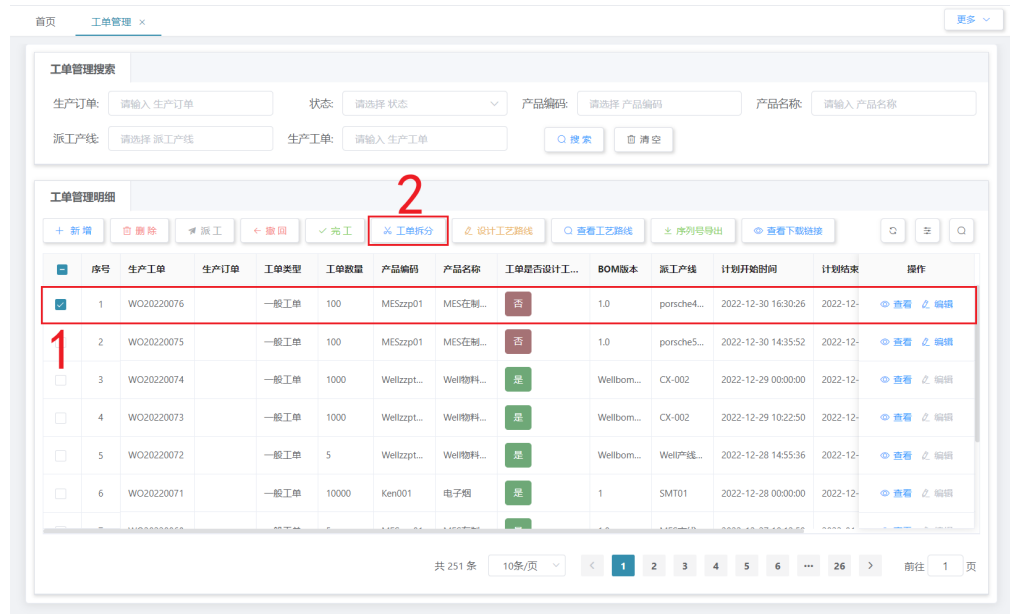 首页 工单管理 × 更多
工单管理搜索
生产订单: 请输入 生产订单 状态: 请选择 状态 产品编码: 请选择 产品编码 产品名称: 请输入 产品名称
派工产线: 请选择 派工产线 生产工单: 请输入 生产工单 搜索 清空
工单管理明细 2
+ 新增 删除 派工 撤回 完工 工单拆分 设计工艺路线 查看工艺路线 序列号导出 查看下载链接
序号 生产工单 生产订单 工单类型 工单数量 产品编码 产品名称 工单是否设计工... BOM版本 派工产线 计划开始时间 计划结束 操作
1 WO20220076 一般工单 100 MESzzp01 MES在制... 否 1.0 porsche4... 2022-12-30 16:30:26 2022-12- 查看 编辑
1
2 WO20220075 一般工单 100 MESzzp01 MES在制... 否 1.0 porsche5... 2022-12-30 14:35:52 2022-12- 查看 编辑
3 WO20220074 一般工单 1000 Wellzzpt... Well物料... 是 Wellbom... CX-002 2022-12-29 00:00:00 2022-12- 查看 编辑
4 WO20220073 一般工单 1000 Wellzzpt... Well物料... 是 Wellbom... CX-002 2022-12-29 10:22:50 2022-12- 查看 编辑
5 WO20220072 一般工单 5 Wellzzpt... Well物料... 是 Wellbom... Well产线... 2022-12-28 14:55:36 2022-12- 查看 编辑
6 WO20220071 一般工单 10000 Ken001 电子烟 是 1 SMT01 2022-12-28 00:00:00 2022-12- 查看 编辑
共 251 条 10条/页 < 1 2 3 4 5 6 ... 26 > 前往 1 页